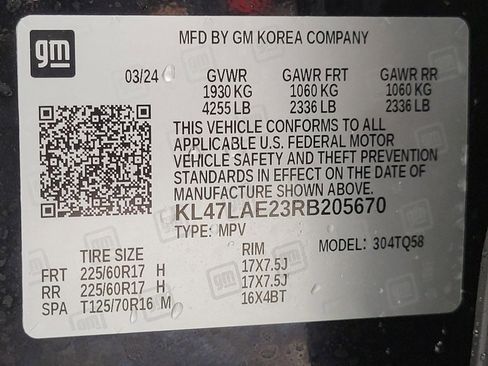 gm
MFD BY GM KOREA COMPANY
03/24 GVWR GAWR FRT GAWR RR
1930 KG 1060 KG 1060 KG
4255 LB 2336 LB 2336 LB
THIS VEHICLE CONFORMS TO ALL
APPLICABLE U.S. FEDERAL MOTOR
VEHICLE SAFETY AND THEFT PREVENTION
STANDARDS IN EFFECT ON THE DATE OF
MANUFACTURE SHOWN ABOVE.
KL47LAE23RB205670
TYPE: MPV
MODEL: 304TQ58
TIRE SIZE RIM
FRT 225/60R17 H 17X7.5J
RR 225/60R17 H 17X7.5J
SPA T125/70R16 M 16X4BT